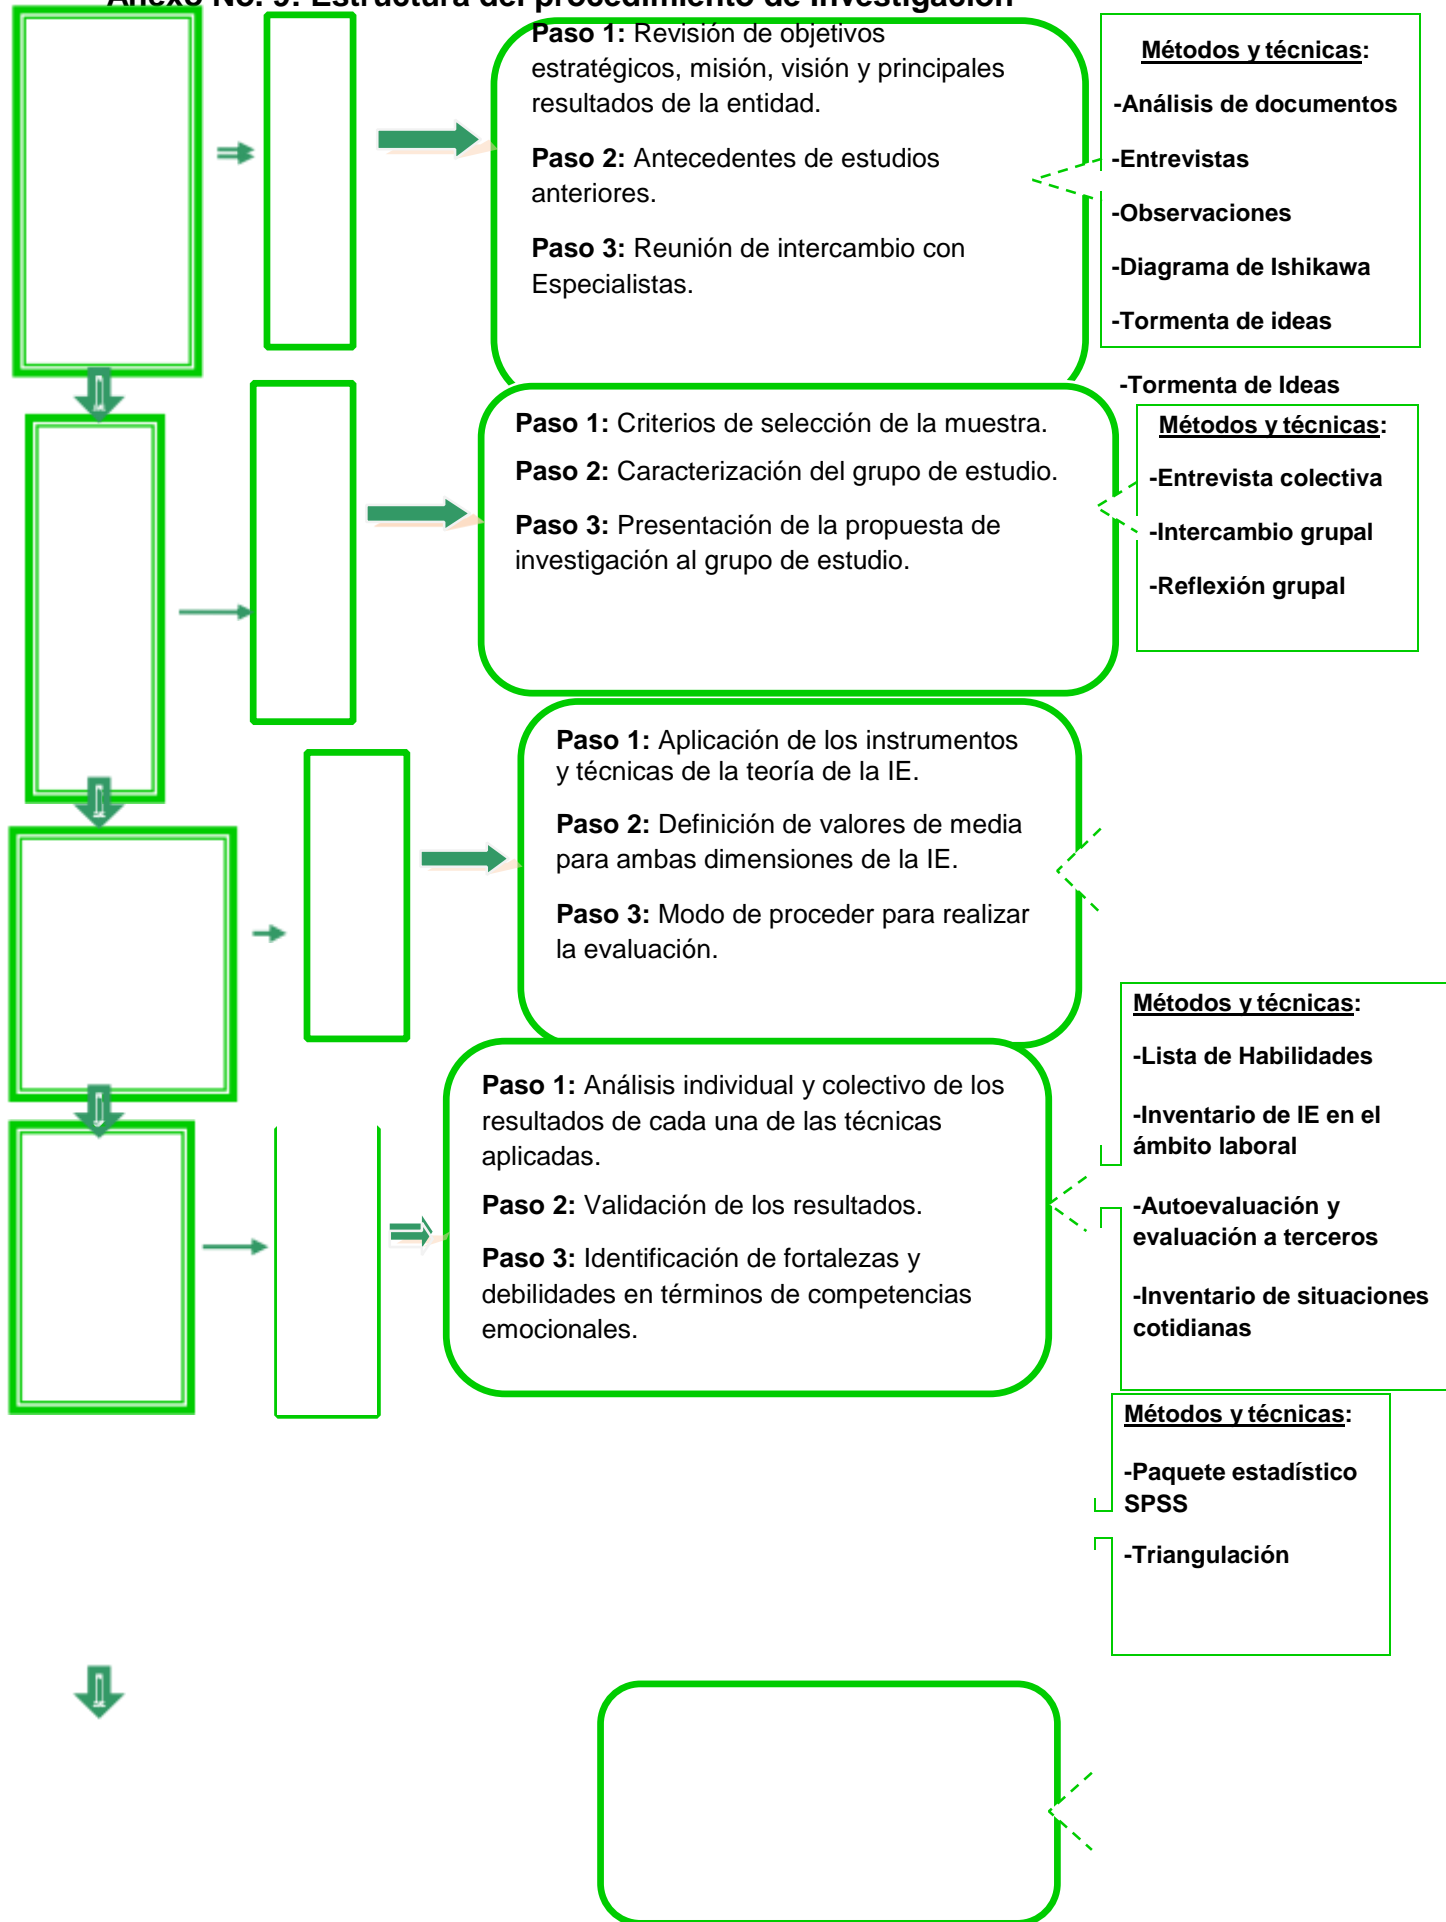 Anexo No. 9: Estructura del procedimiento de investigación
Paso 1: Revisión de objetivos
estratégicos, misión, visión y principales
resultados de la entidad.
Paso 2: Antecedentes de estudios
anteriores.
Paso 3: Reunión de intercambio con
Especialistas.
Métodos y técnicas:
-Análisis de documentos
-Entrevistas
-Observaciones
-Diagrama de Ishikawa
-Tormenta de ideas
-Tormenta de Ideas
Paso 1: Criterios de selección de la muestra.
Paso 2: Caracterización del grupo de estudio.
Paso 3: Presentación de la propuesta de
investigación al grupo de estudio.
Métodos y técnicas:
-Entrevista colectiva
-Intercambio grupal
-Reflexión grupal
Paso 1: Aplicación de los instrumentos
y técnicas de la teoría de la IE.
Paso 2: Definición de valores de media
para ambas dimensiones de la IE.
Paso 3: Modo de proceder para realizar
la evaluación.
Métodos y técnicas:
-Lista de Habilidades
-Inventario de IE en el
ámbito laboral
-Autoevaluación y
evaluación a terceros
-Inventario de situaciones
cotidianas
Paso 1: Análisis individual y colectivo de los
resultados de cada una de las técnicas
aplicadas.
Paso 2: Validación de los resultados.
Paso 3: Identificación de fortalezas y
debilidades en términos de competencias
emocionales.
Métodos y técnicas:
-Paquete estadístico
SPSS
-Triangulación